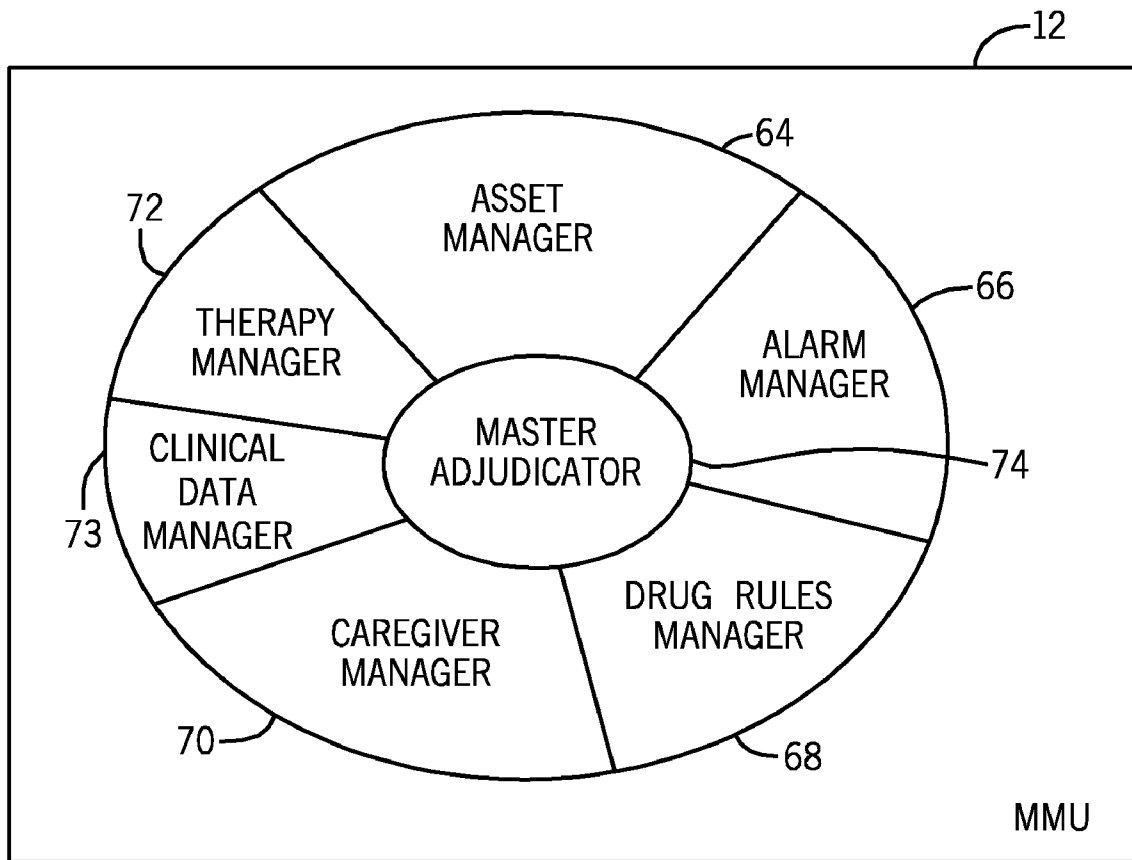 12
64
ASSET
MANAGER
72
66
THERAPY
MANAGER
ALARM
MANAGER
MASTER
ADJUDICATOR
CLINICAL
DATA
MANAGER
74
73
DRUG RULES
MANAGER
CAREGIVER
MANAGER
70
68
MMU